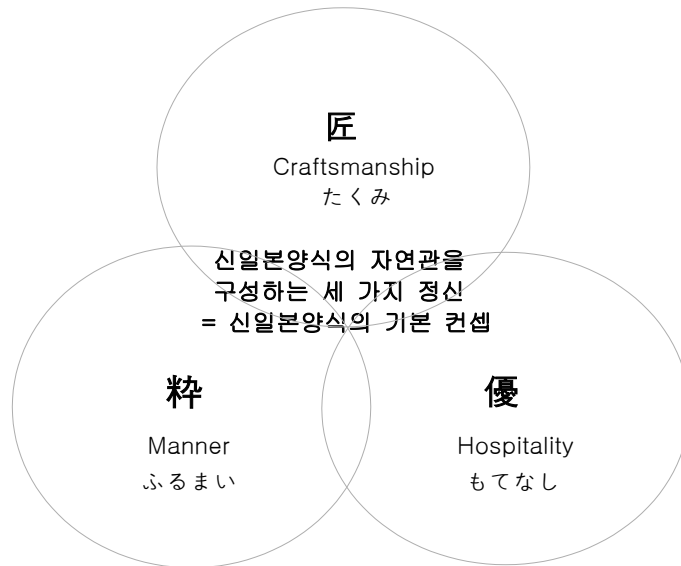 匠
Craftsmanship
たくみ
신일본양식의 자연관을
구성하는 세 가지 정신
= 신일본양식의 기본 컨셉
粋
Manner
ふるまい
優
Hospitality
もてなし